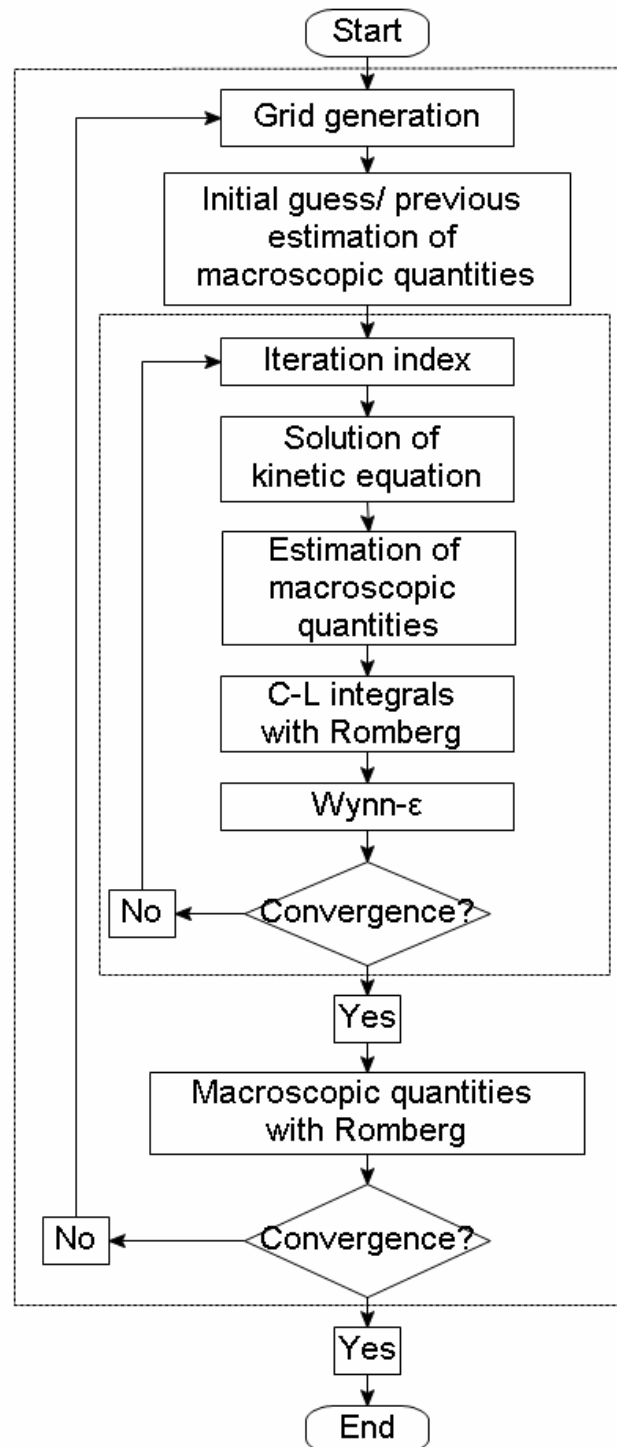 Start
Grid generation
Initial guess/ previous
estimation of
macroscopic quantities
Iteration index
Solution of
kinetic equation
Estimation of
macroscopic
quantities
C-L integrals
with Romberg
Wynn-ε
Convergence?
No
Yes
Macroscopic quantities
with Romberg
Convergence?
No
Yes
End